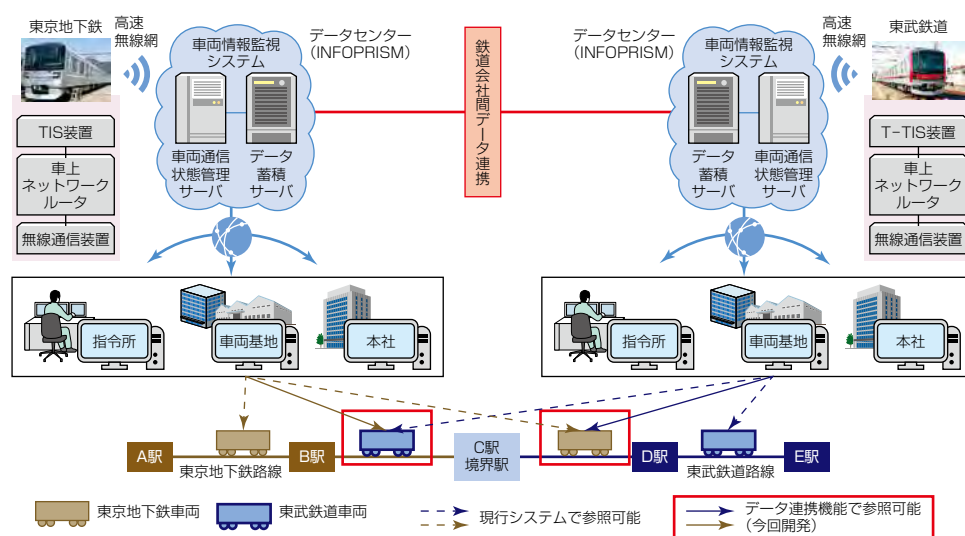 東京地下鉄
高速
無線網
車両情報監視
システム
データセンター
(INFOPRISM)
車両通信
状態管理
サーバ
データ
蓄積
サーバ
TIS装置
車上
ネットワーク
ルータ
無線通信装置
鉄道会社間データ連携
データセンター
(INFOPRISM)
車両情報監視
システム
高速
無線網
東武鉄道
データ
蓄積
サーバ
車両通信
状態管理
サーバ
T-TIS装置
車上
ネットワーク
ルータ
無線通信装置
指令所
車両基地
本社
指令所
車両基地
本社
A駅
東京地下鉄路線
B駅
C駅
境界駅
D駅
東武鉄道路線
E駅
東京地下鉄車両
東武鉄道車両
現行システムで参照可能
データ連携機能で参照可能
(今回開発)